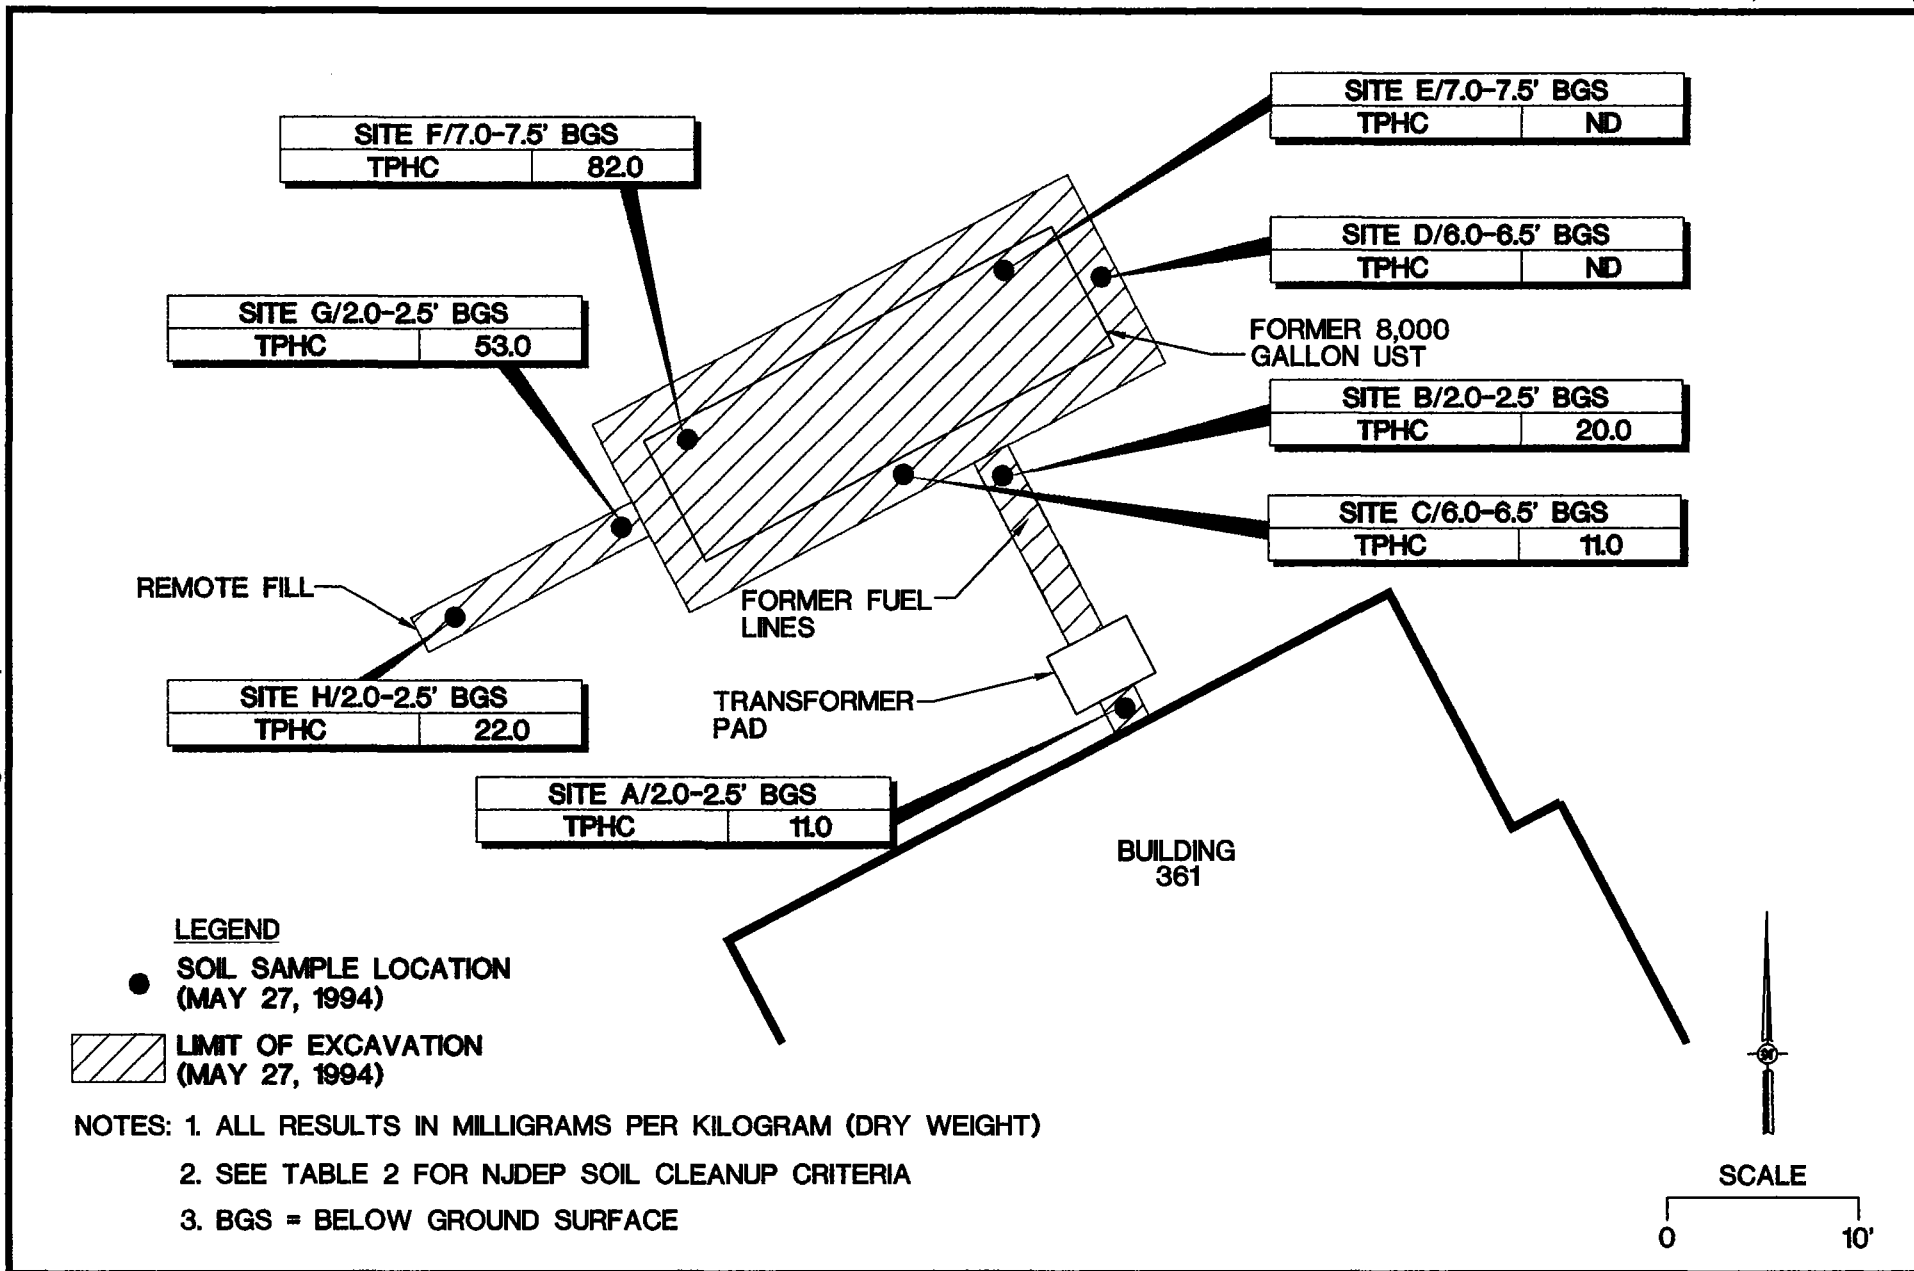 SITE E/7.0-7.5' BGS
TPHC ND
SITE F/7.0-7.5' BGS
TPHC 82.0
SITE D/6.0-6.5' BGS
TPHC ND
SITE G/2.0-2.5' BGS
TPHC 53.0
FORMER 8,000
GALLON UST
SITE B/2.0-2.5' BGS
TPHC 20.0
SITE C/6.0-6.5' BGS
TPHC 11.0
REMOTE FILL
FORMER FUEL
LINES
SITE H/2.0-2.5' BGS
TPHC 22.0
TRANSFORMER
PAD
SITE A/2.0-2.5' BGS
TPHC 11.0
BUILDING
361
LEGEND
SOIL SAMPLE LOCATION
(MAY 27, 1994)
LIMIT OF EXCAVATION
(MAY 27, 1994)
NOTES: 1. ALL RESULTS IN MILLIGRAMS PER KILOGRAM (DRY WEIGHT)
2. SEE TABLE 2 FOR NJDEP SOIL CLEANUP CRITERIA
3. BGS = BELOW GROUND SURFACE
SCALE
0 10'